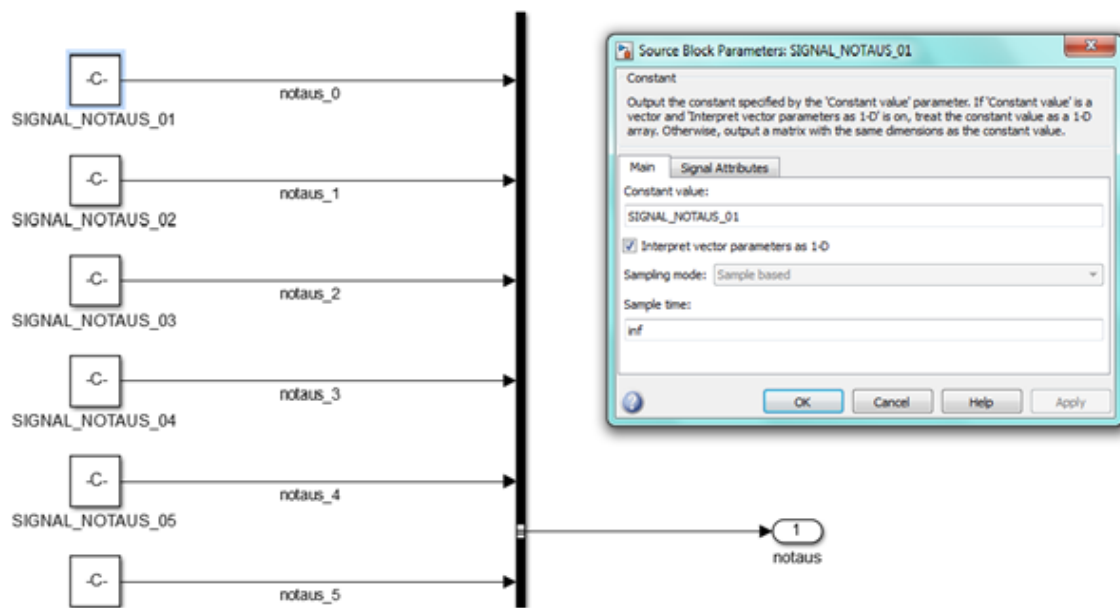 -C-
notaus_0
SIGNAL_NOTAUS_01
-C-
notaus_1
SIGNAL_NOTAUS_02
-C-
notaus_2
SIGNAL_NOTAUS_03
-C-
notaus_3
SIGNAL_NOTAUS_04
-C-
notaus_4
SIGNAL_NOTAUS_05
-C-
notaus_5
1
notaus
Source Block Parameters: SIGNAL_NOTAUS_01
Constant
Output the constant specified by the 'Constant value' parameter. If 'Constant value' is a
vector and 'Interpret vector parameters as 1-D' is on, treat the constant value as a 1-D
array. Otherwise, output a matrix with the same dimensions as the constant value.
Main Signal Attributes
Constant value:
SIGNAL_NOTAUS_01
Interpret vector parameters as 1-D
Sampling mode: Sample based
Sample time:
inf
OK Cancel Help Apply